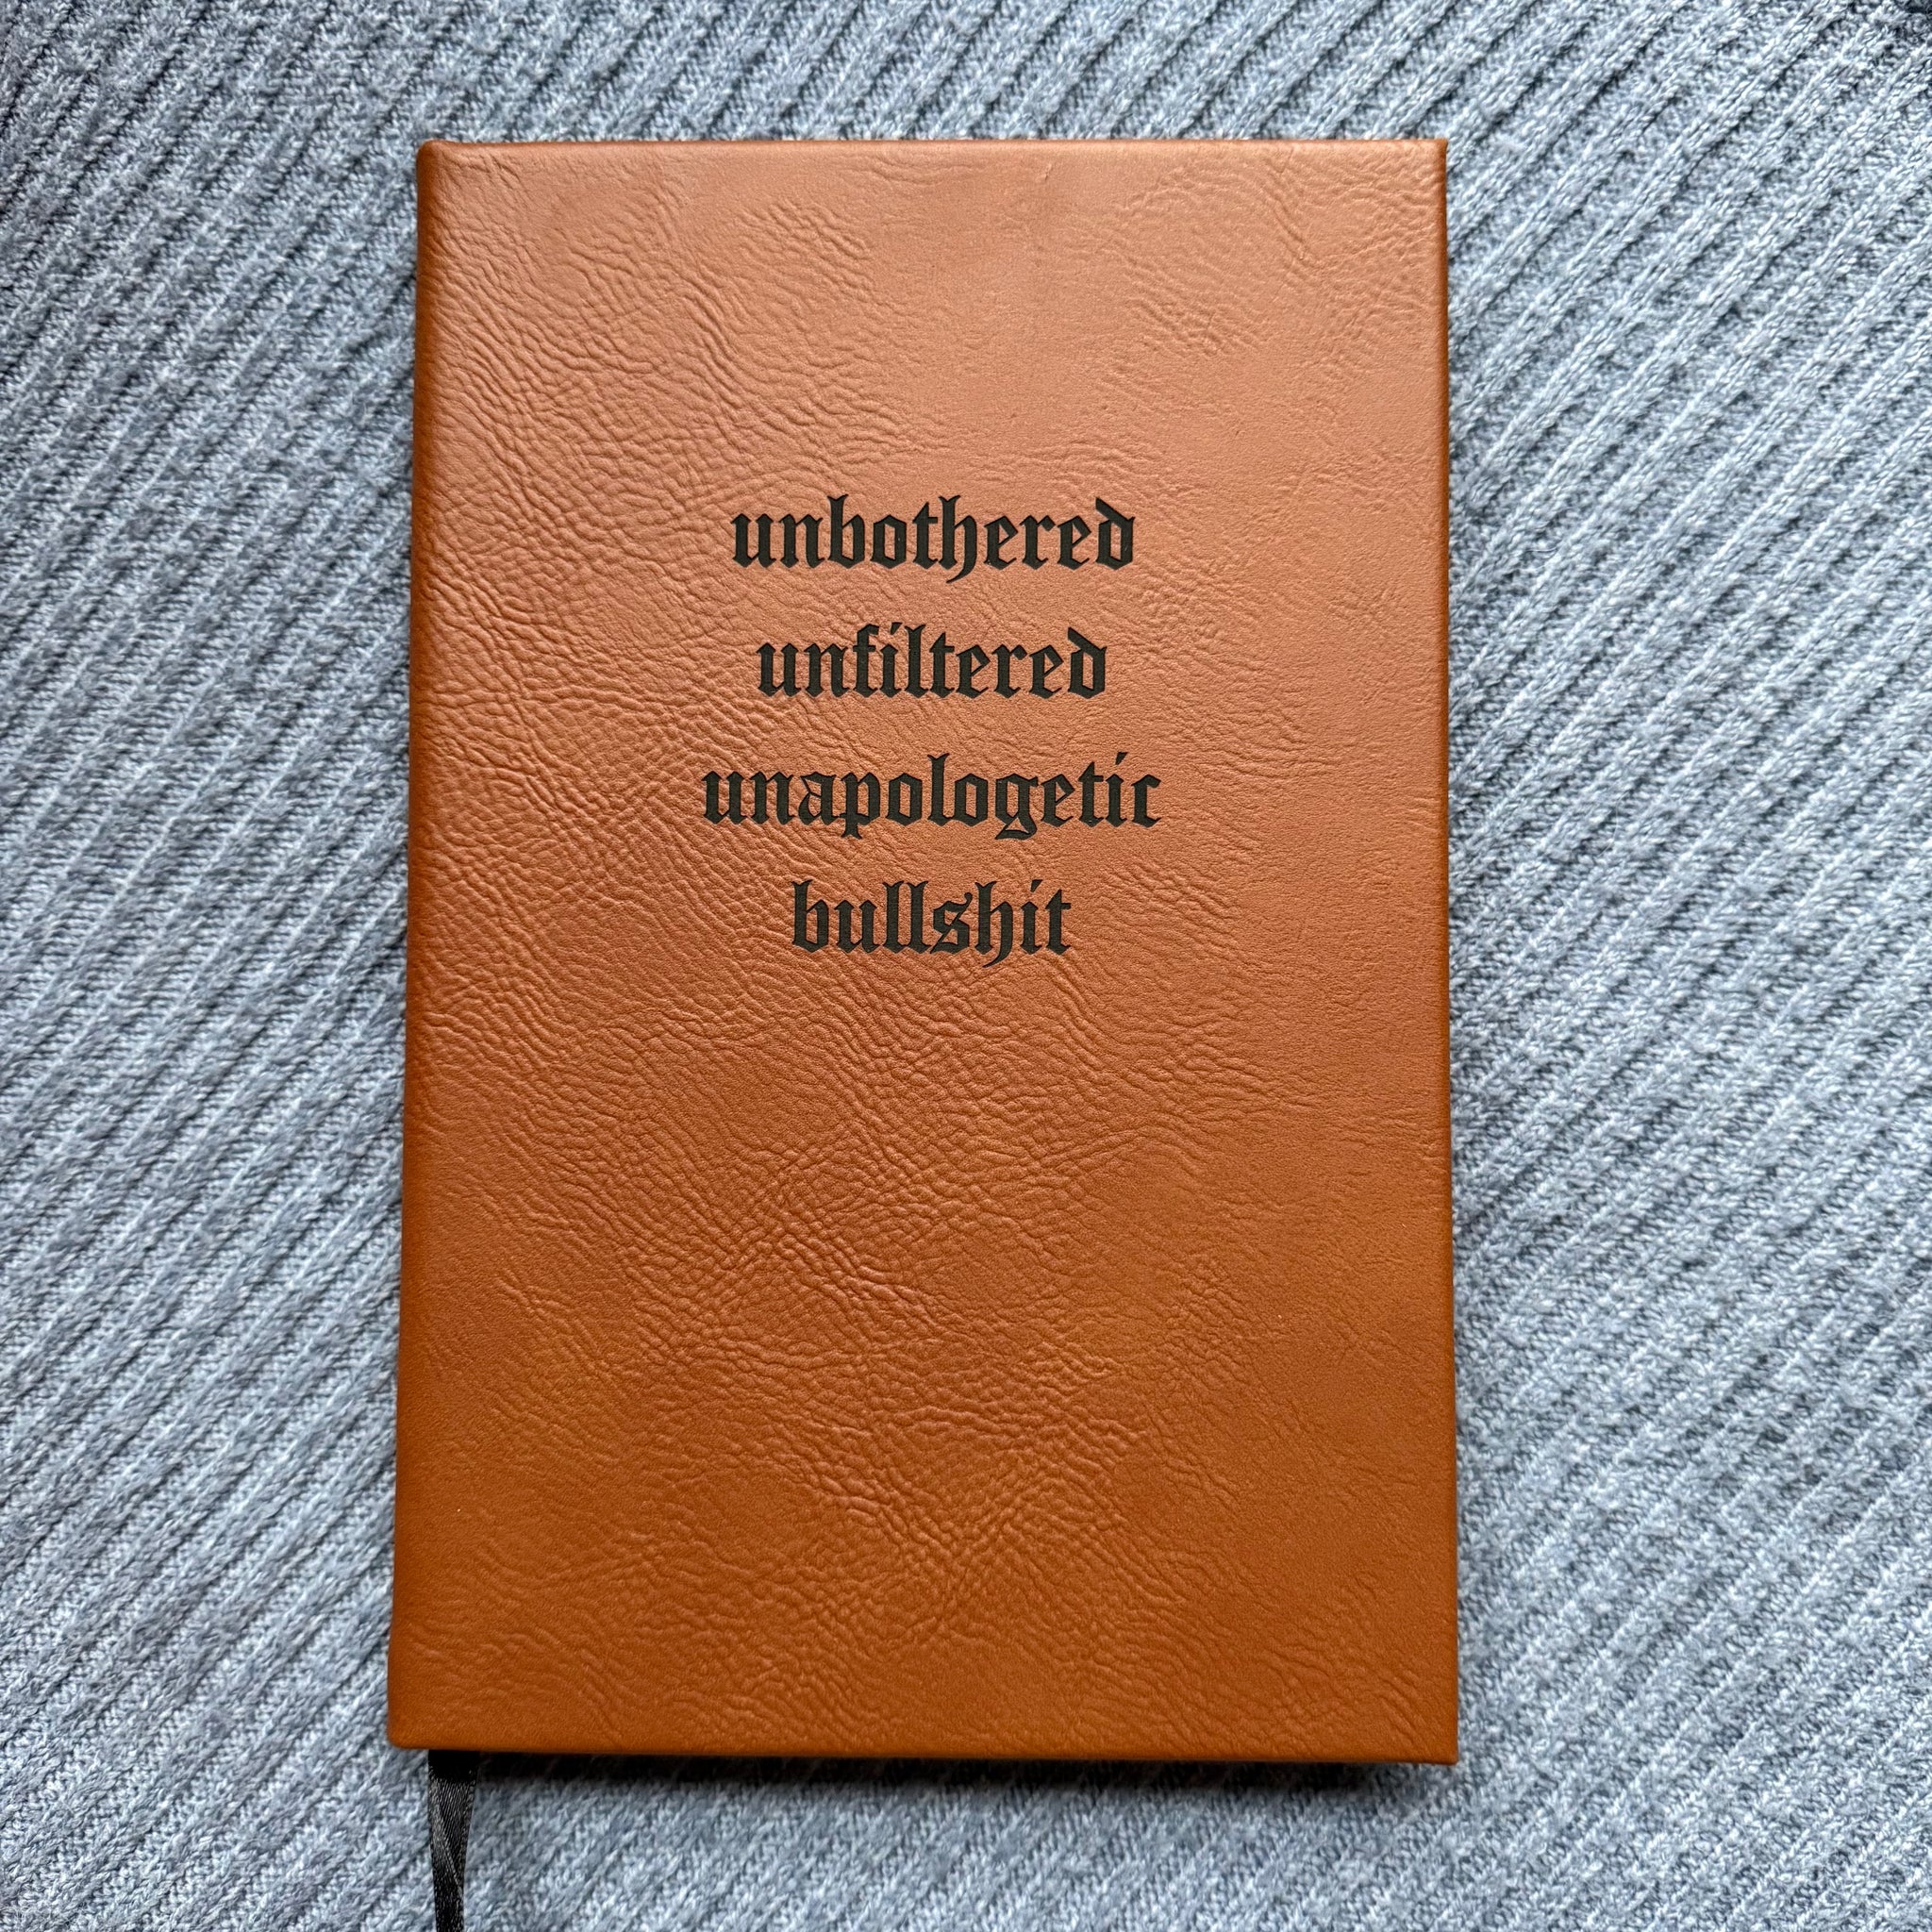 unbothered
unfiltered
unapologetic
bullshit